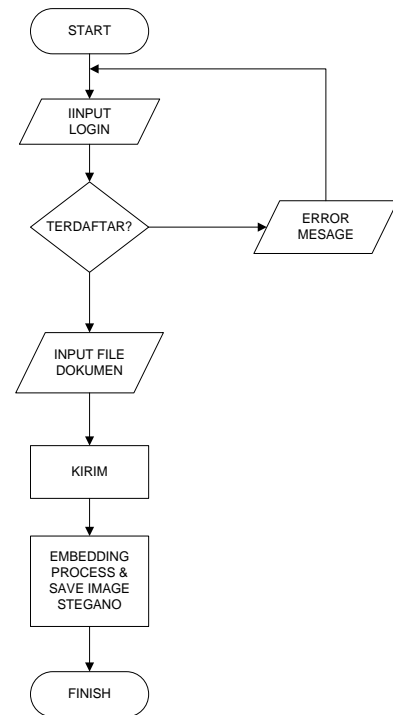 START
IINPUT
LOGIN
TERDAFTAR?
ERROR
MESAGE
INPUT FILE
DOKUMEN
KIRIM
EMBEDDING
PROCESS &
SAVE IMAGE
STEGANO
FINISH